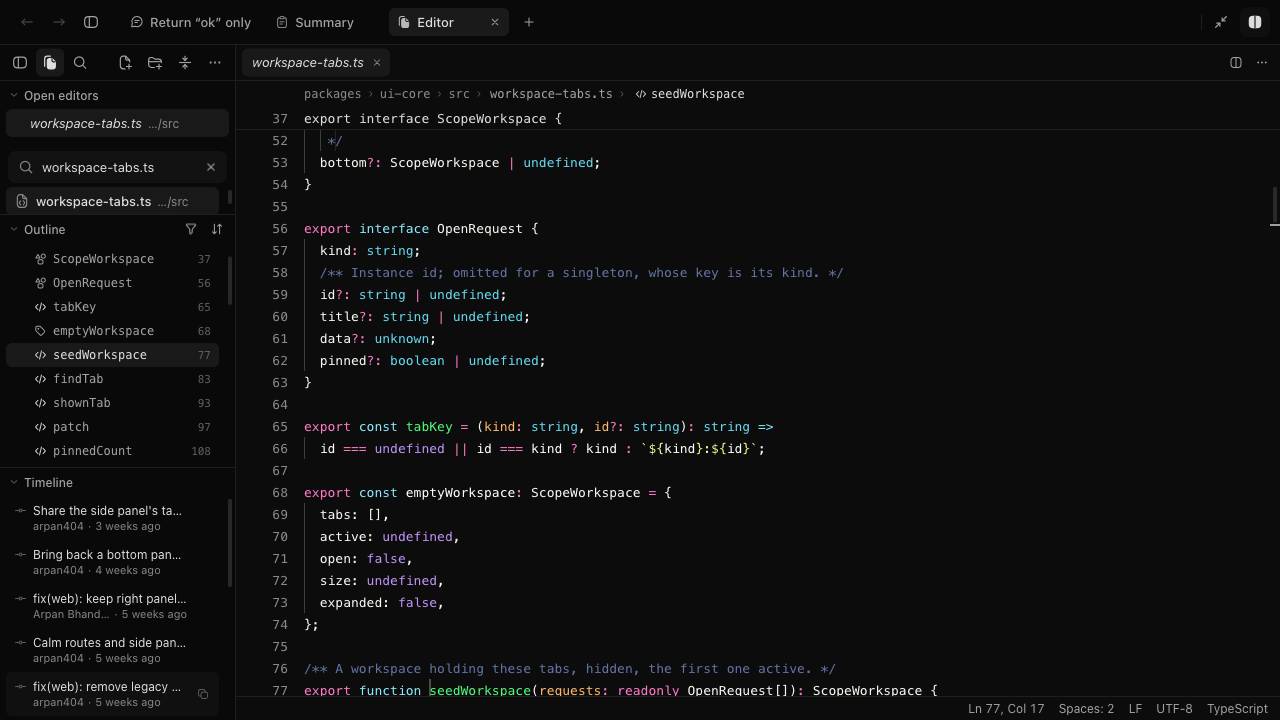 Return “ok” only
Summary
Editor
workspace-tabs.ts
Open editors
workspace-tabs.ts …/src
workspace-tabs.ts
workspace-tabs.ts …/src
Outline
ScopeWorkspace 37
OpenRequest 56
tabKey 65
emptyWorkspace 68
seedWorkspace 77
findTab 83
shownTab 93
patch 97
pinnedCount 108
Timeline
Share the side panel's ta…
arpan404 · 3 weeks ago
Bring back a bottom pan…
arpan404 · 4 weeks ago
fix(web): keep right panel…
Arpan Bhand… · 5 weeks ago
Calm routes and side pan…
arpan404 · 5 weeks ago
fix(web): remove legacy …
arpan404 · 5 weeks ago
packages › ui-core › src › workspace-tabs.ts › seedWorkspace
37 export interface ScopeWorkspace {
52 */
53 bottom?: ScopeWorkspace | undefined;
54 }
55
56 export interface OpenRequest {
57 kind: string;
58 /** Instance id; omitted for a singleton, whose key is its kind. */
59 id?: string | undefined;
60 title?: string | undefined;
61 data?: unknown;
62 pinned?: boolean | undefined;
63 }
64
65 export const tabKey = (kind: string, id?: string): string =>
66 id === undefined || id === kind ? kind : `${kind}:${id}`;
67
68 export const emptyWorkspace: ScopeWorkspace = {
69 tabs: [],
70 active: undefined,
71 open: false,
72 size: undefined,
73 expanded: false,
74 };
75
76 /** A workspace holding these tabs, hidden, the first one active. */
77 export function seedWorkspace(requests: readonly OpenRequest[]): ScopeWorkspace {
Ln 77, Col 17 Spaces: 2 LF UTF-8 TypeScript